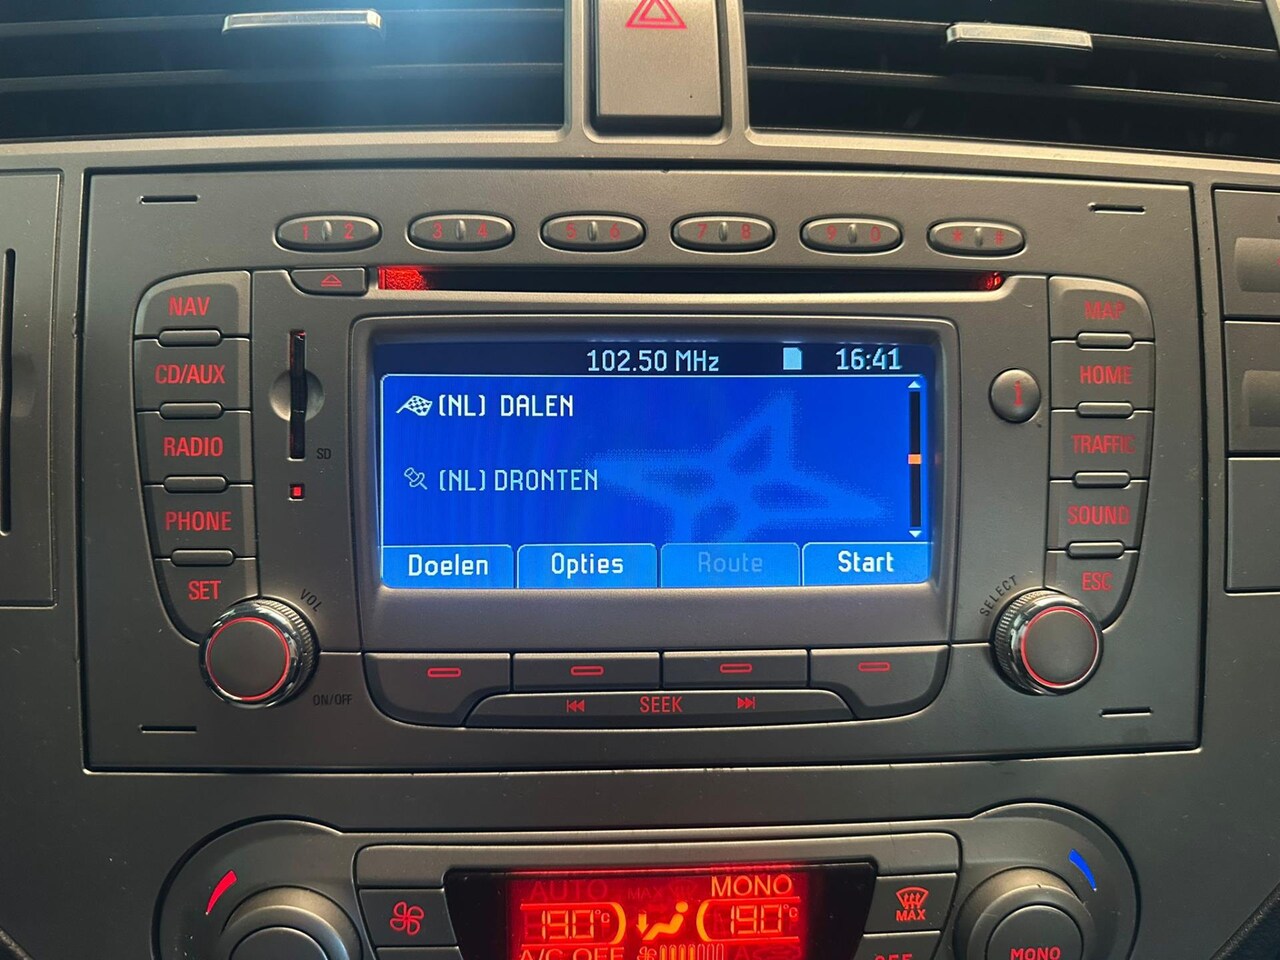 1 2 3 4 5 6 7 8 9 0 * #
NAV
CD/AUX
RADIO
PHONE
SET
SD
VOL
ON/OFF
102.50 MHz 16:41
(NL) DALEN
(NL) DRONTEN
Doelen Opties Route Start
SEEK
i
MAP
HOME
TRAFFIC
SOUND
ESC
SELECT
AUTO MAX MONO
19.0°C 19.0°C
A/C OFF
MAX
MONO
OFF